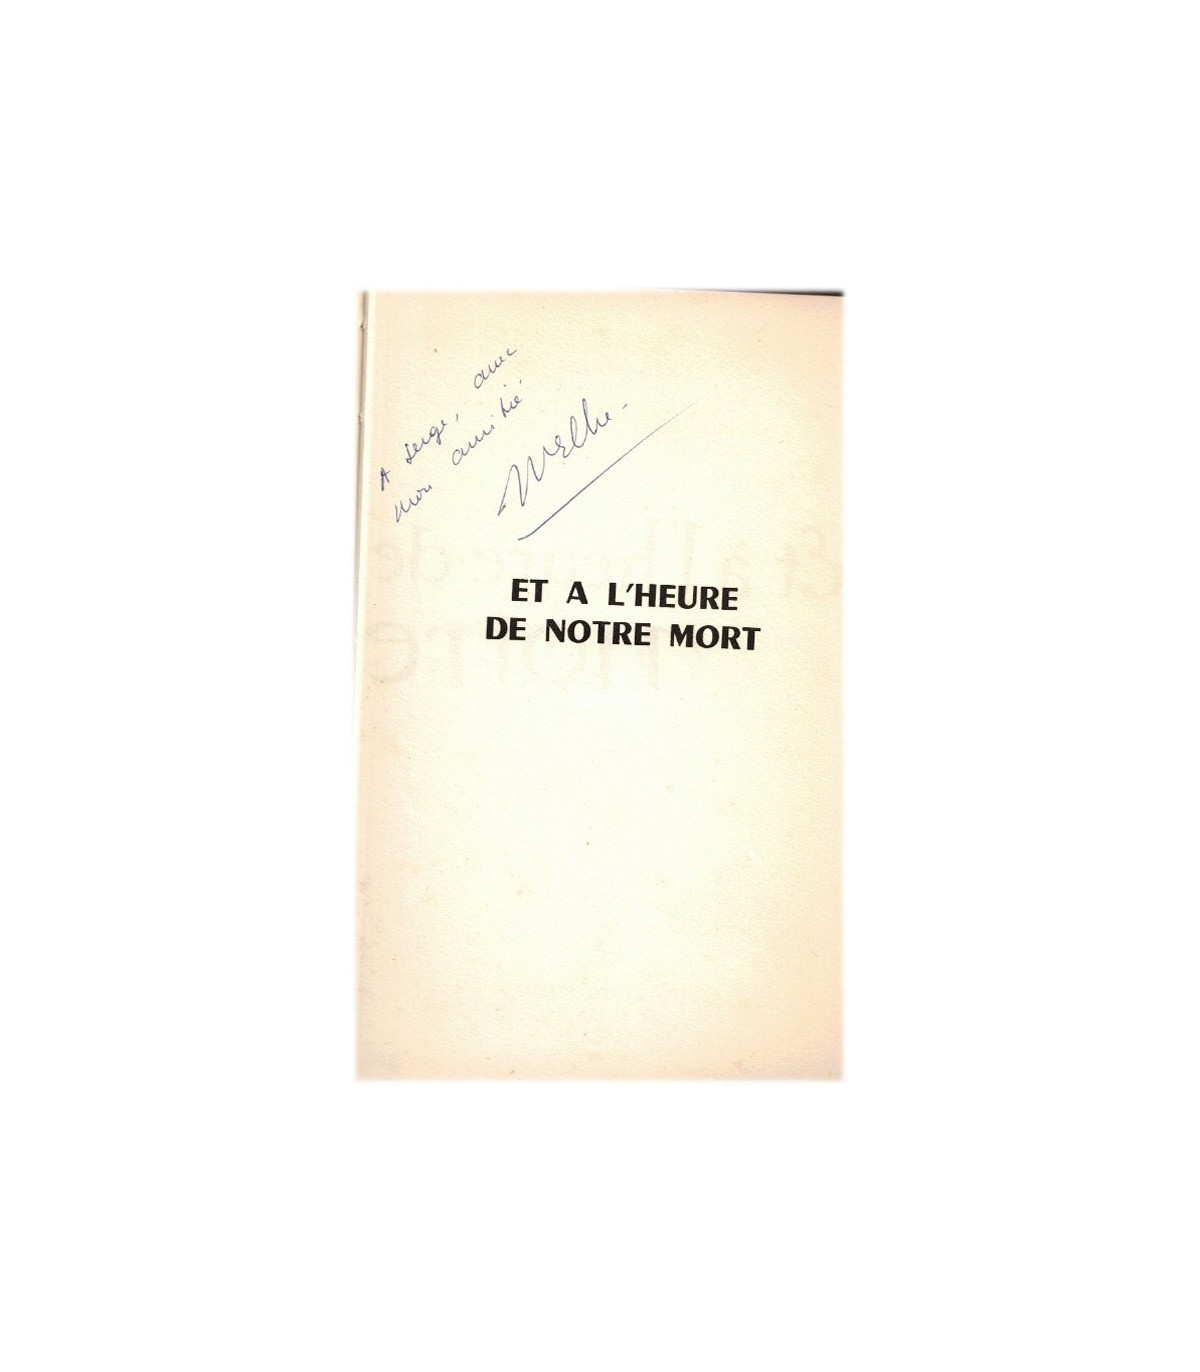 A Serge, avec
mon amitié
ET A L'HEURE
DE NOTRE MORT